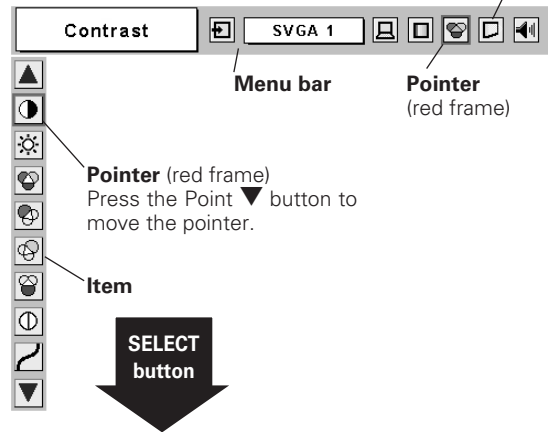 Contrast
SVGA 1
Menu bar
Pointer
(red frame)
Pointer (red frame)
Press the Point ▼ button to
move the pointer.
Item
SELECT
button